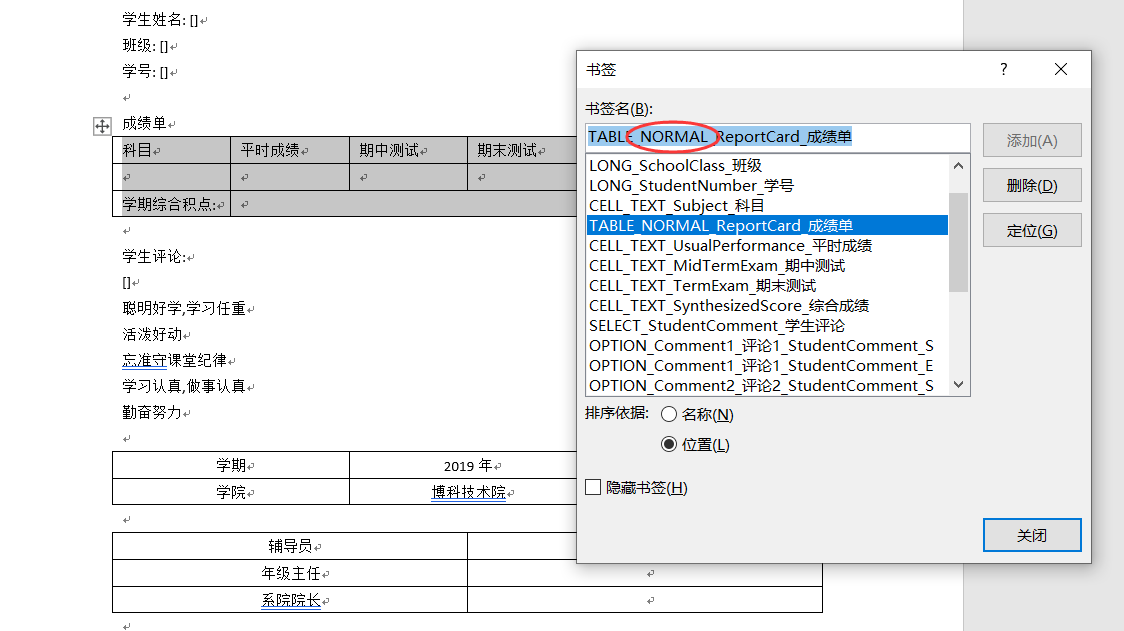 学生姓名: []
班级: []
学号: []
成绩单
科目 平时成绩 期中测试 期末测试
学期综合积点:
学生评论:
[]
聪明好学,学习任重
活泼好动
忘准守课堂纪律
学习认真,做事认真
勤奋努力
学期 2019 年
学院 博科技术院
辅导员
年级主任
系院院长
书签
?
书签名(B):
TABLE_NORMAL_ReportCard_成绩单
添加(A)
LONG_SchoolClass_班级
LONG_StudentNumber_学号
CELL_TEXT_Subject_科目
TABLE_NORMAL_ReportCard_成绩单
CELL_TEXT_UsualPerformance_平时成绩
CELL_TEXT_MidTermExam_期中测试
CELL_TEXT_TermExam_期末测试
CELL_TEXT_SynthesizedScore_综合成绩
SELECT_StudentComment_学生评论
OPTION_Comment1_评论1_StudentComment_S
OPTION_Comment1_评论1_StudentComment_E
OPTION_Comment2_评论2_StudentComment_S
删除(D)
定位(G)
排序依据: 名称(N)
位置(L)
隐藏书签(H)
关闭